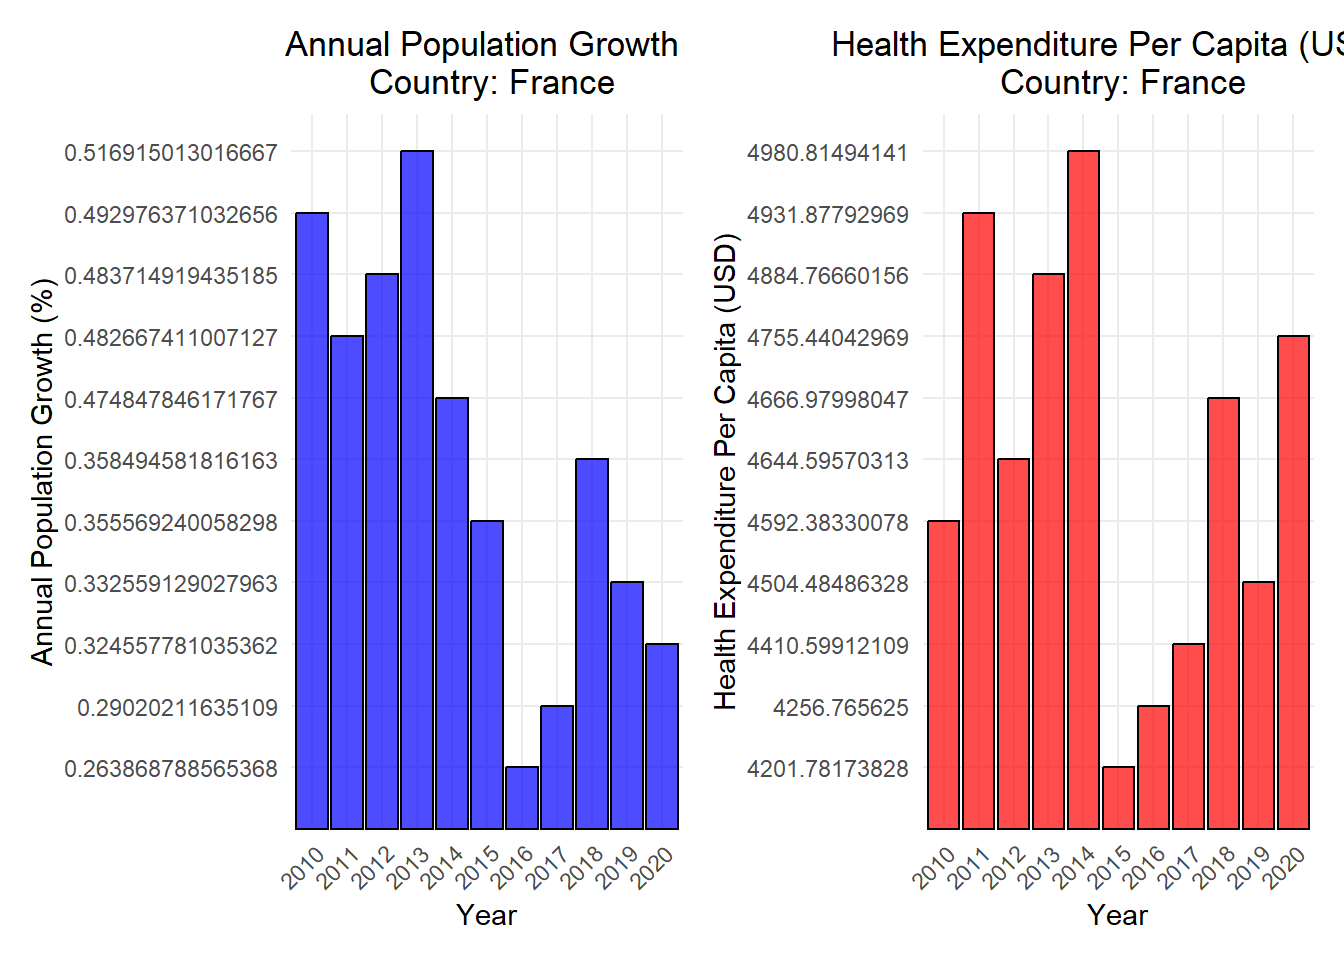 Annual Population Growth
Country: France
Annual Population Growth (%)
0.516915013016667
0.492976371032656
0.483714919435185
0.482667411007127
0.474847846171767
0.358494581816163
0.355569240058298
0.332559129027963
0.324557781035362
0.29020211635109
0.263868788565368
2010 2011 2012 2013 2014 2015 2016 2017 2018 2019 2020
Year
Health Expenditure Per Capita (US
Country: France
Health Expenditure Per Capita (USD)
4980.81494141
4931.87792969
4884.76660156
4755.44042969
4666.97998047
4644.59570313
4592.38330078
4504.48486328
4410.59912109
4256.765625
4201.78173828
2010 2011 2012 2013 2014 2015 2016 2017 2018 2019 2020
Year